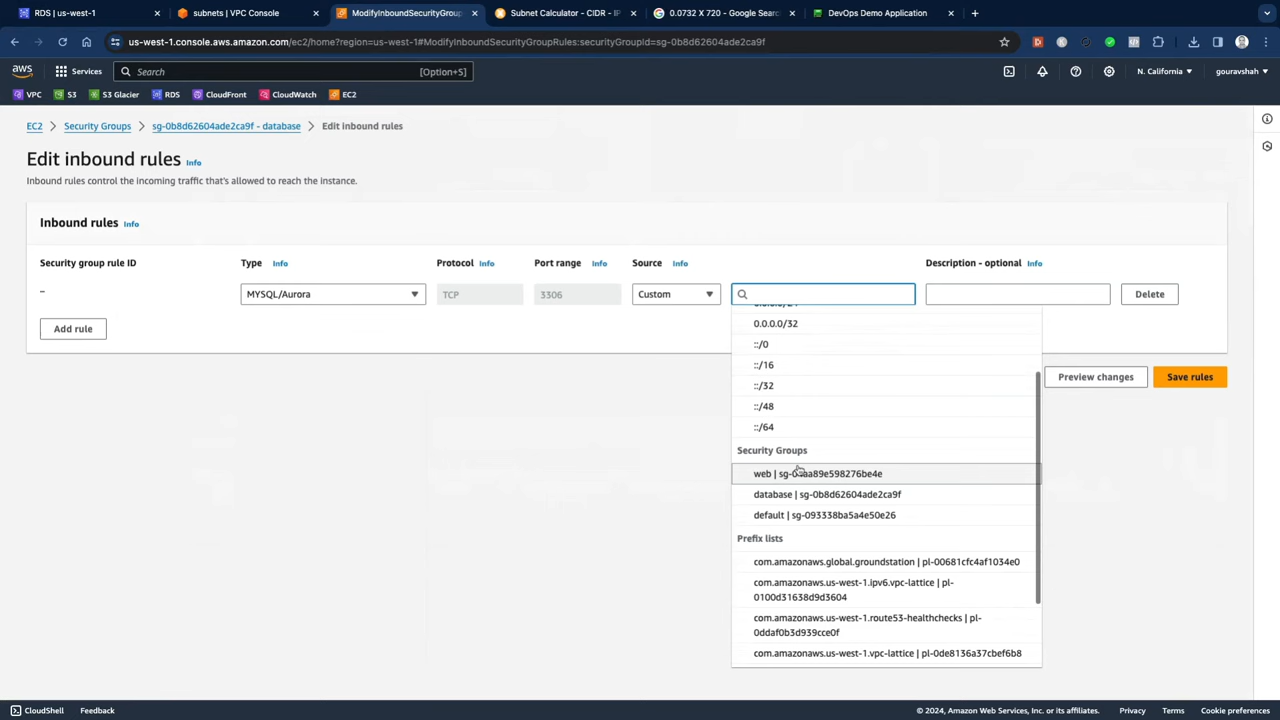 RDS | us-west-1
subnets | VPC Console
ModifyInboundSecurityGroup
Subnet Calculator - CIDR - IP
0.0732 X 720 - Google Search
DevOps Demo Application
us-west-1.console.aws.amazon.com/ec2/home?region=us-west-1#ModifyInboundSecurityGroupRules:securityGroupId=sg-0b8d62604ade2ca9f
aws
Services
Search
[Option+S]
N. California
gouravshah
VPC
S3
S3 Glacier
RDS
CloudFront
CloudWatch
EC2
EC2 > Security Groups > sg-0b8d62604ade2ca9f - database > Edit inbound rules
Edit inbound rules Info
Inbound rules control the incoming traffic that's allowed to reach the instance.
Inbound rules Info
Security group rule ID
Type Info
Protocol Info
Port range Info
Source Info
Description - optional Info
–
MYSQL/Aurora
TCP
3306
Custom
Delete
Add rule
0.0.0.0/32
::/0
::/16
::/32
::/48
::/64
Security Groups
database | sg-0b8d62604ade2ca9f
default | sg-093338ba5a4e50e26
Prefix lists
com.amazonaws.global.groundstation | pl-00681cfc4af1034e0
com.amazonaws.us-west-1.ipv6.vpc-lattice | pl-
0100d31638d9d3604
com.amazonaws.us-west-1.route53-healthchecks | pl-
0ddaf0b3d939cce0f
com.amazonaws.us-west-1.vpc-lattice | pl-0de8136a37cbef6b8
Preview changes
Save rules
CloudShell
Feedback
© 2024, Amazon Web Services, Inc. or its affiliates.
Privacy
Terms
Cookie preferences